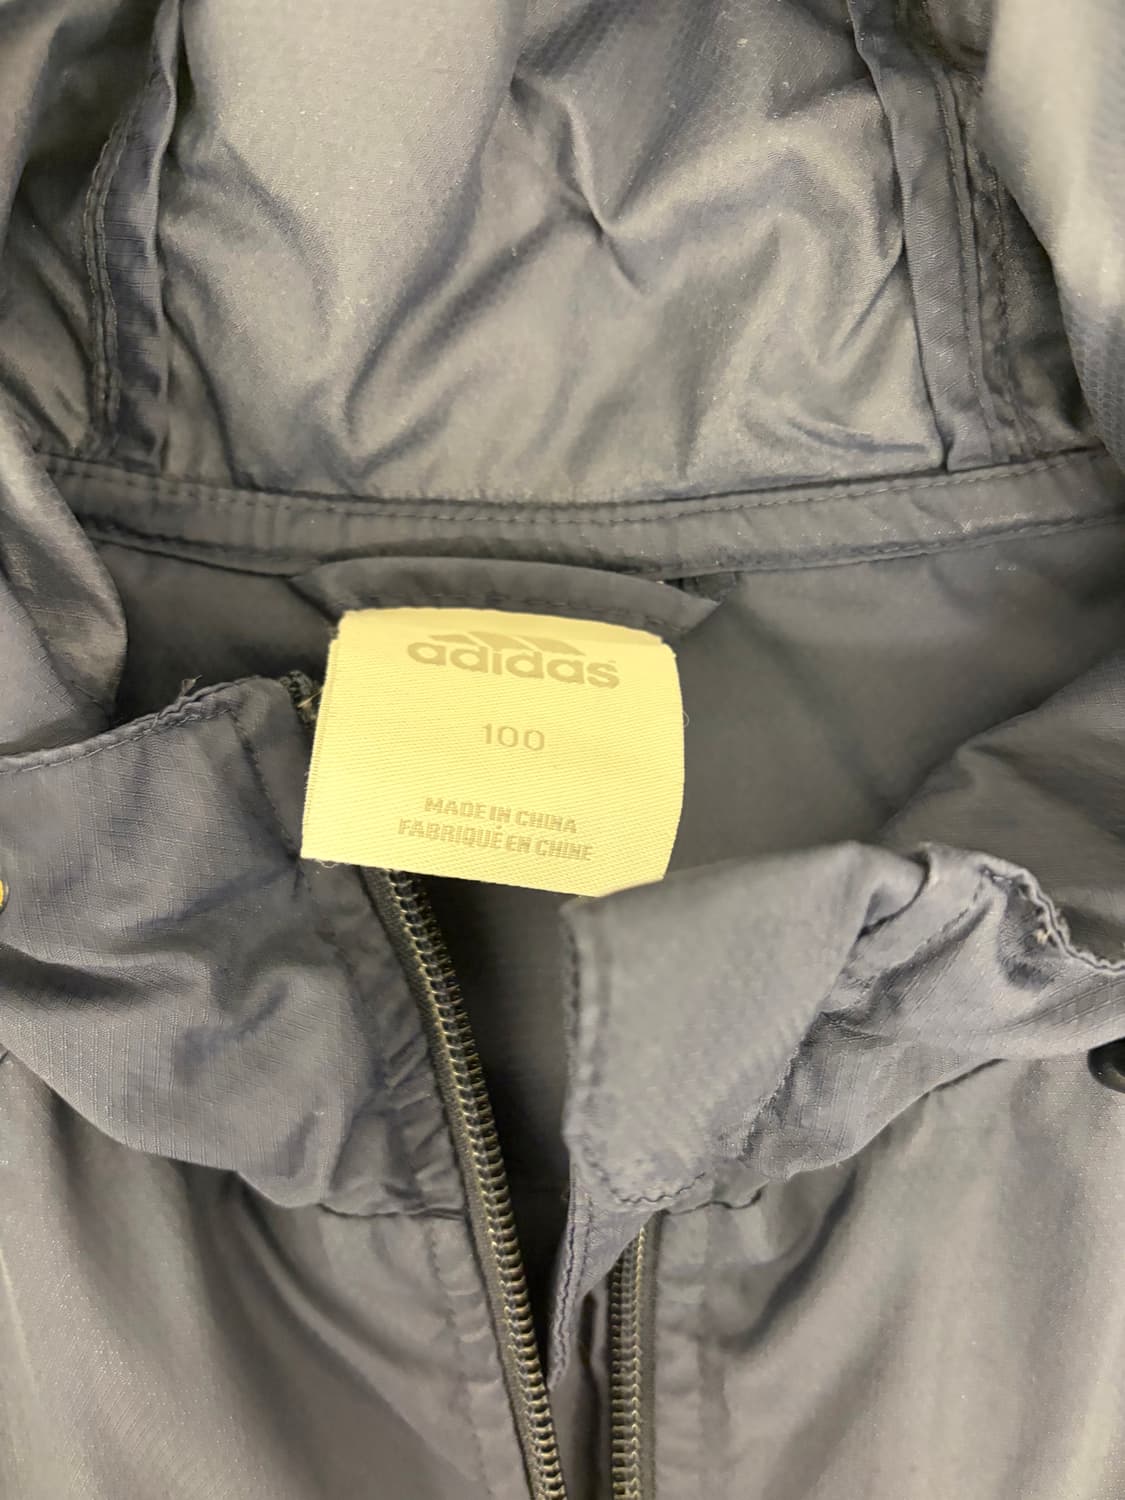 adidas
100
MADE IN CHINA
FABRIQUÉ EN CHINE